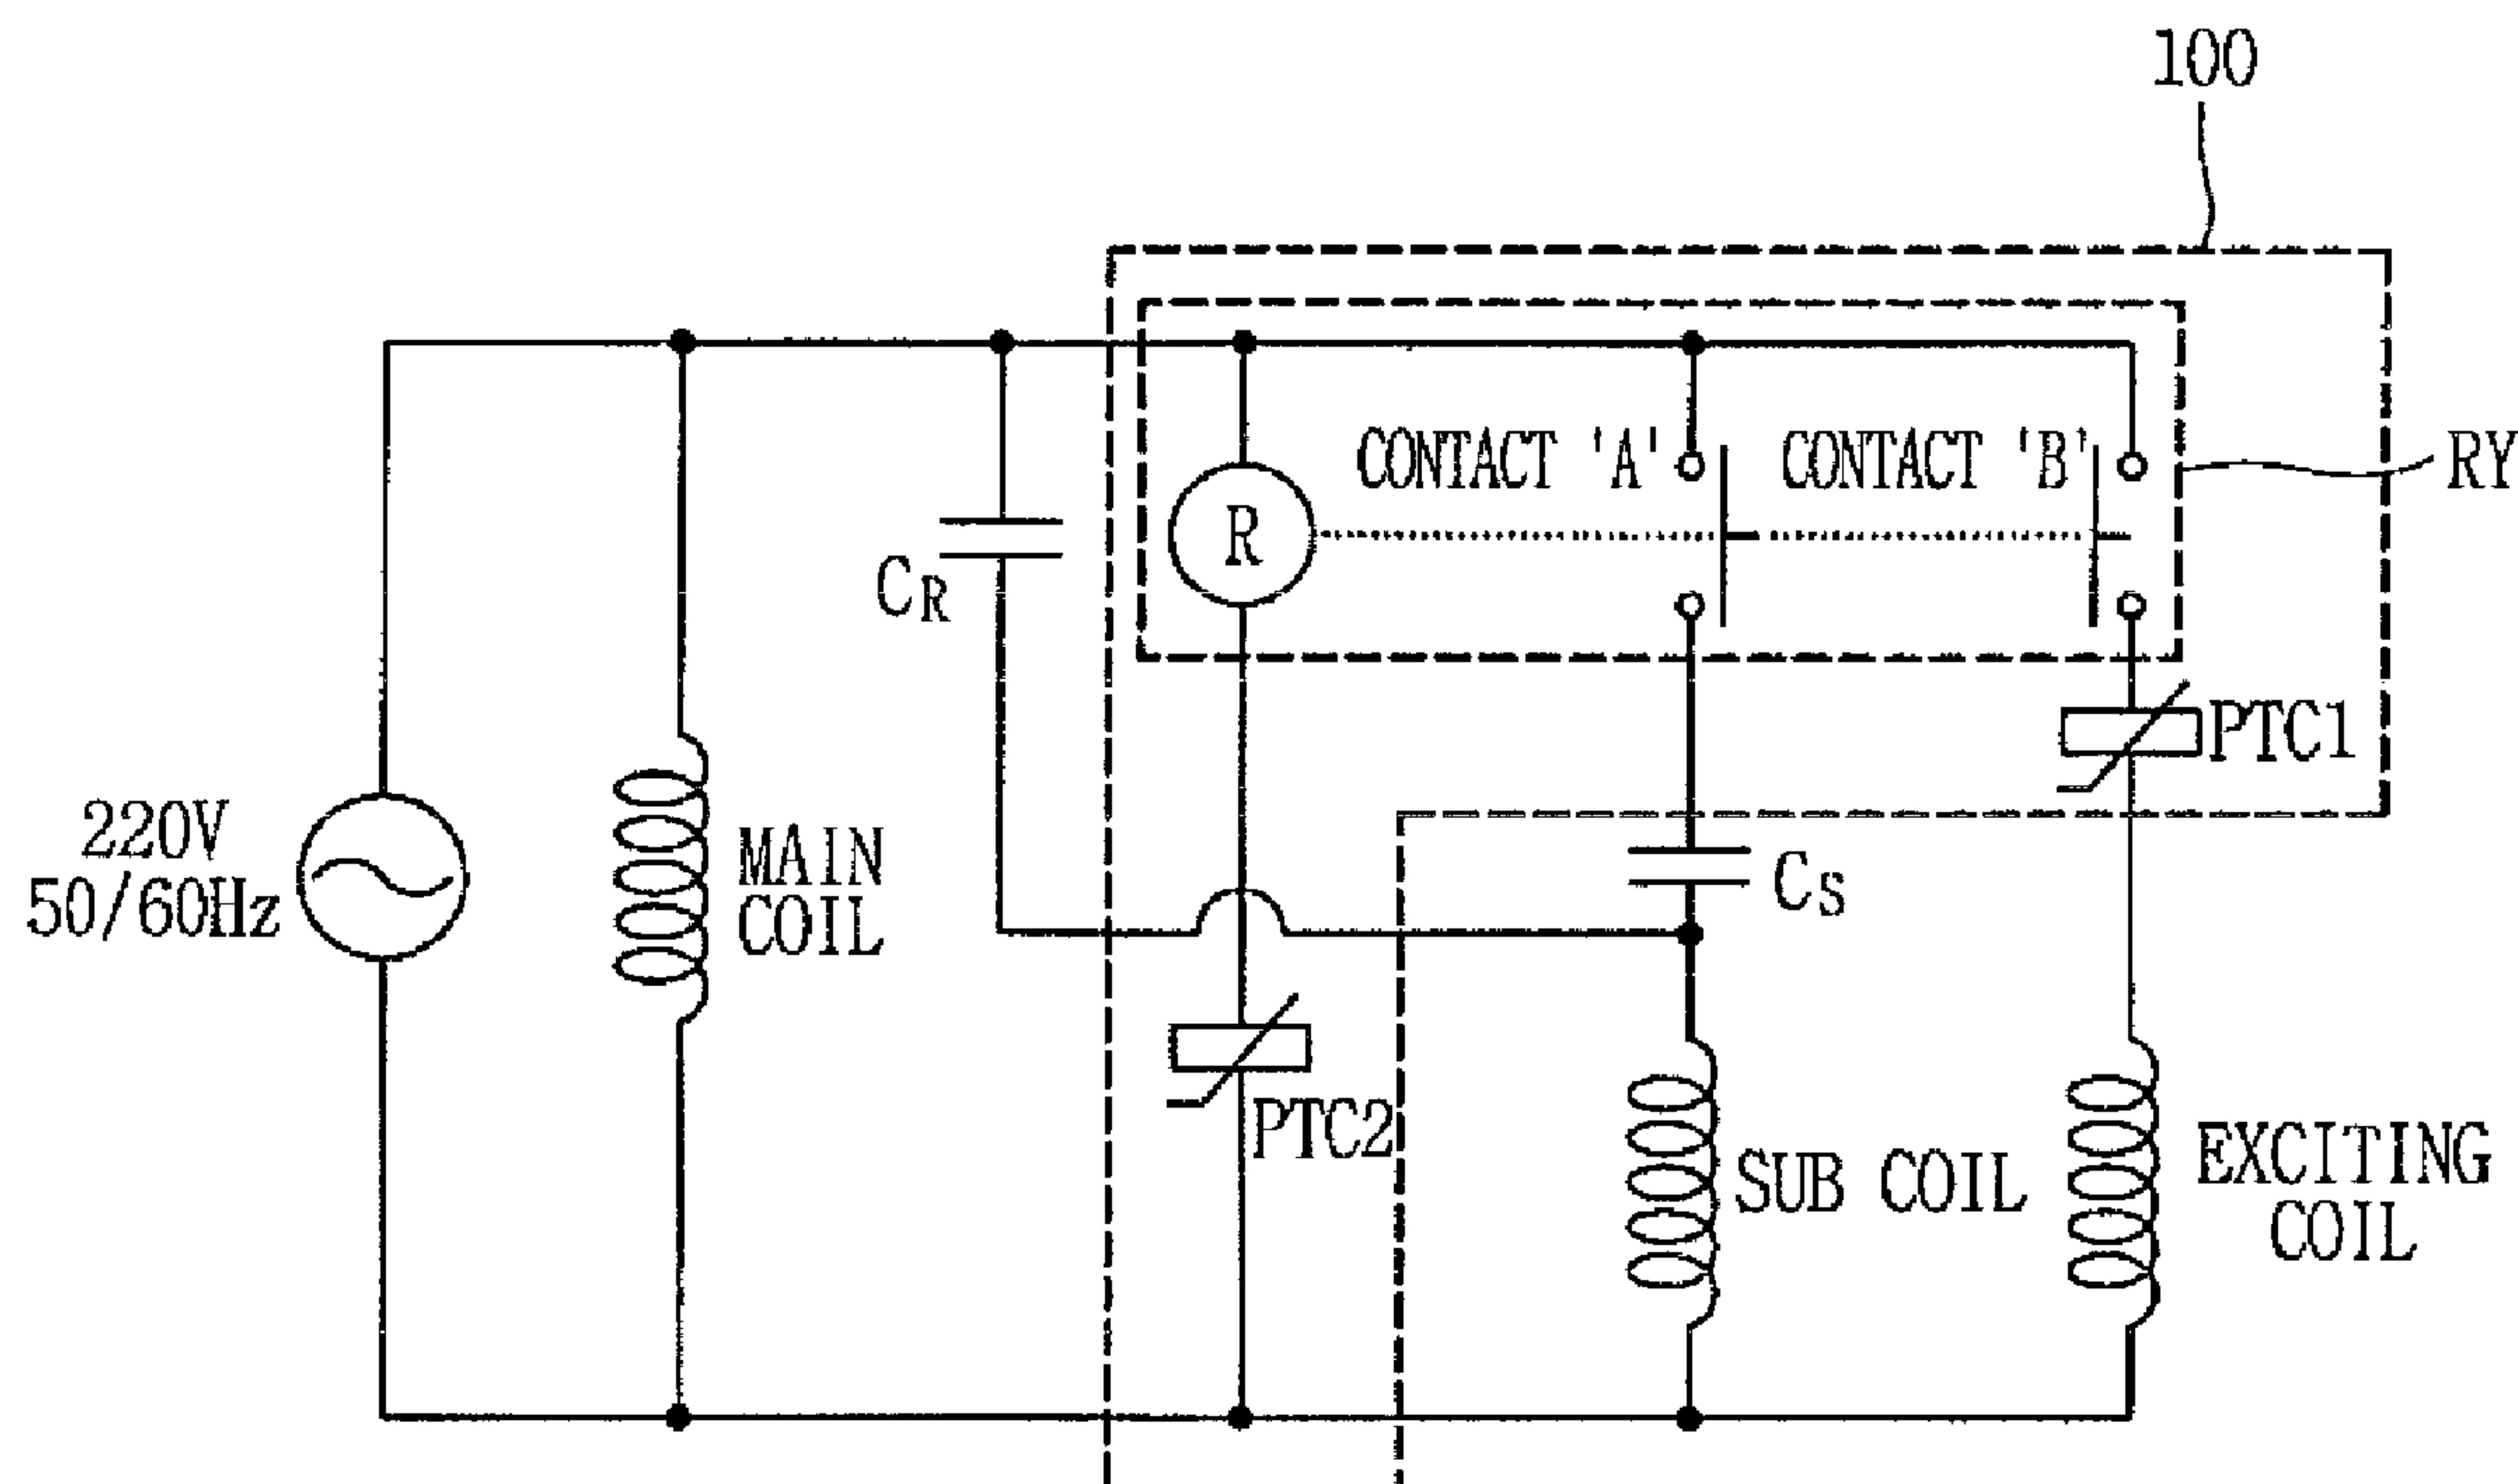 100
CONTACT 'A'
CONTACT 'B'
RY
R
CR
PTC1
220V
50/60Hz
MAIN
COIL
CS
PTC2
SUB COIL
EXCITING
COIL